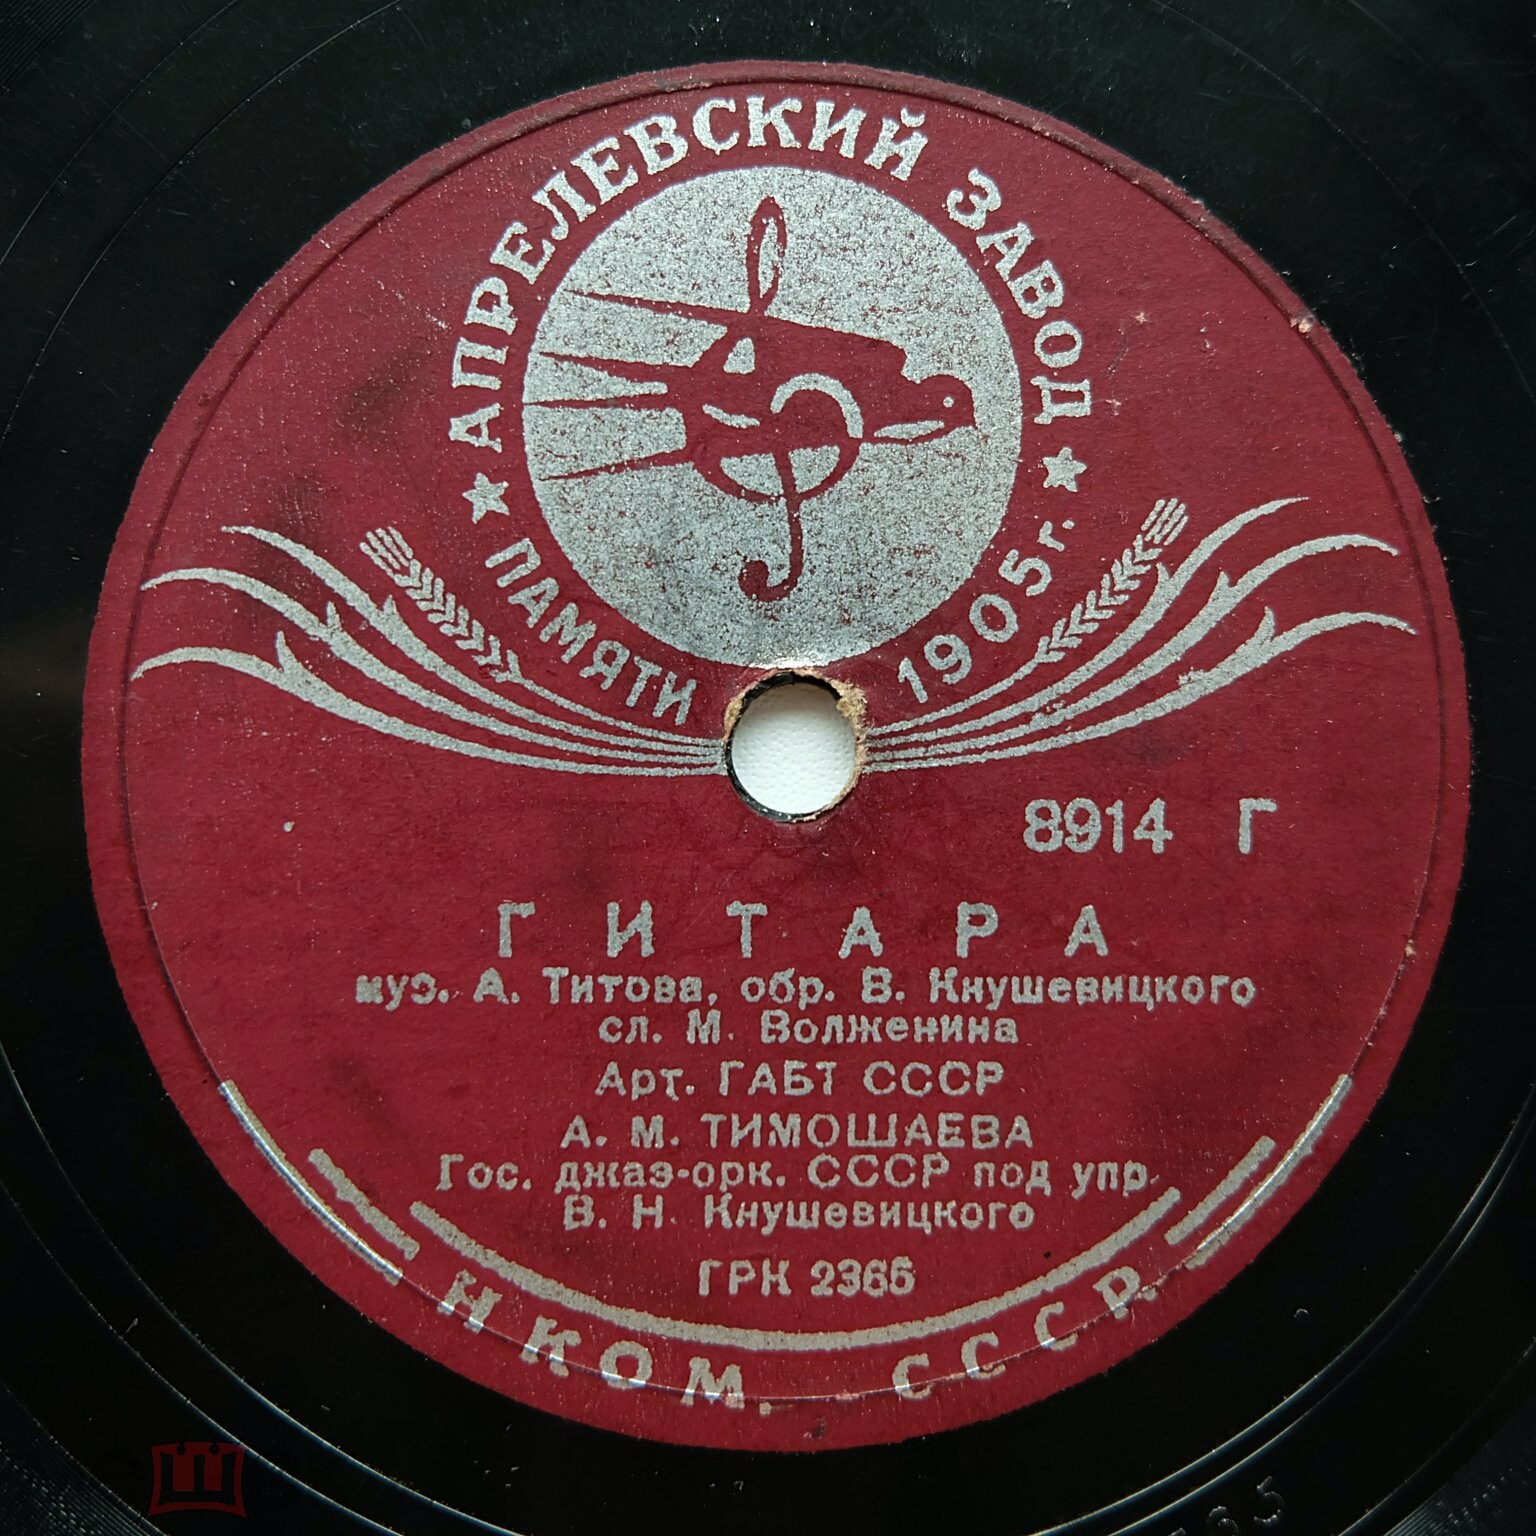 АПРЕЛЕВСКИЙ ЗАВОД
ПАМЯТИ 1905 г.
8914 Г
ГИТАРА
муз. А. Титова, обр. В. Кнушевицкого
сл. М. Волженина
Арт. ГАБТ СССР
А. М. ТИМОШАЕВА
Гос. джаз-орк. СССР под упр.
В. Н. Кнушевицкого
ГРК 2365
НКОМ. СССР